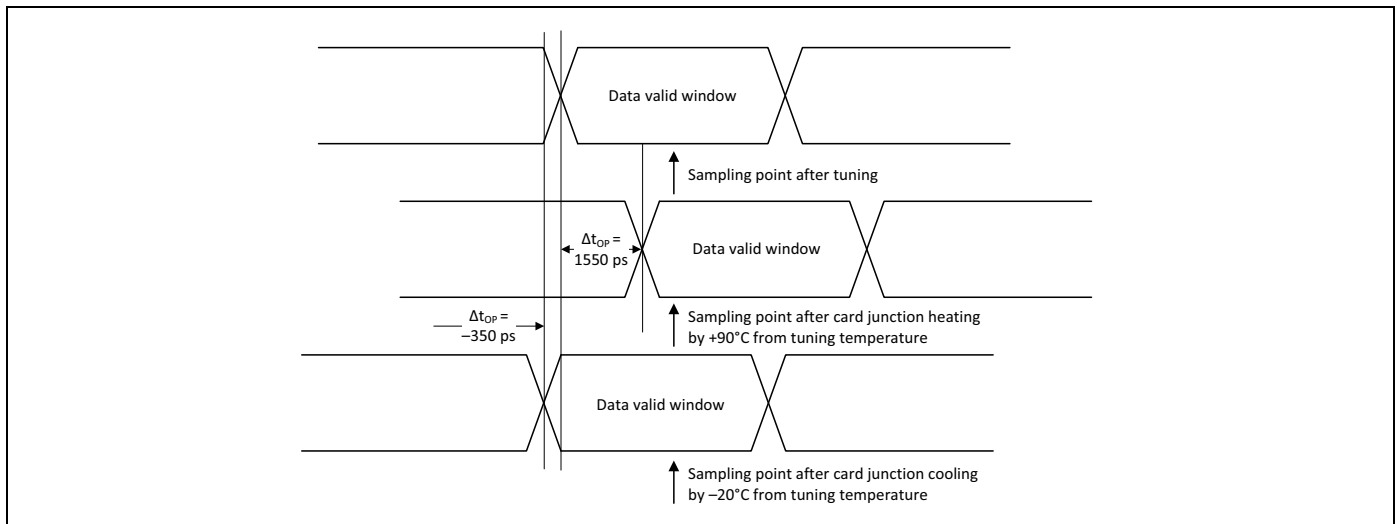 Data valid window
Sampling point after tuning
Δt_OP =
1550 ps
Data valid window
Δt_OP =
–350 ps
Sampling point after card junction heating
by +90°C from tuning temperature
Data valid window
Sampling point after card junction cooling
by –20°C from tuning temperature